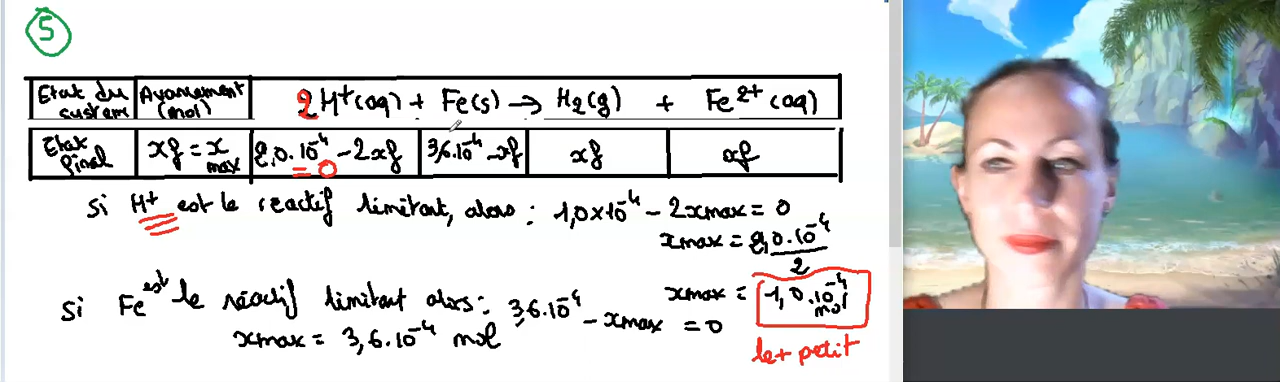 5
Etat du système Avancement (mol) 2 H+(aq) + Fe(s) → H2(g) + Fe2+ (aq)
Etat final xf = xmax 2,0.10^-4 - 2xf = 0 3,6.10^-4 - xf xf xf
Si H+ est le réactif limitant, alors : 1,0×10^-4 - 2xmax = 0
xmax = 2,0.10^-4 / 2
xmax = 1,0.10^-4 mol
Si Fe est le réactif limitant alors : 3,6.10^-4 - xmax = 0
xmax = 3,6.10^-4 mol
le + petit